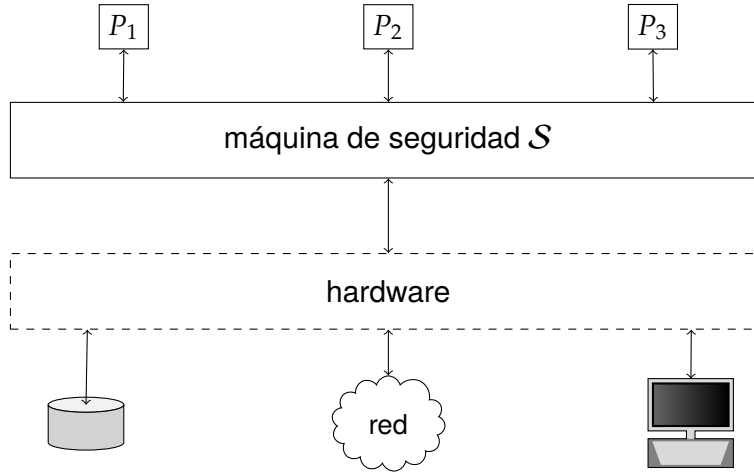 P₁ P₂ P₃
máquina de seguridad 𝒮
hardware
red